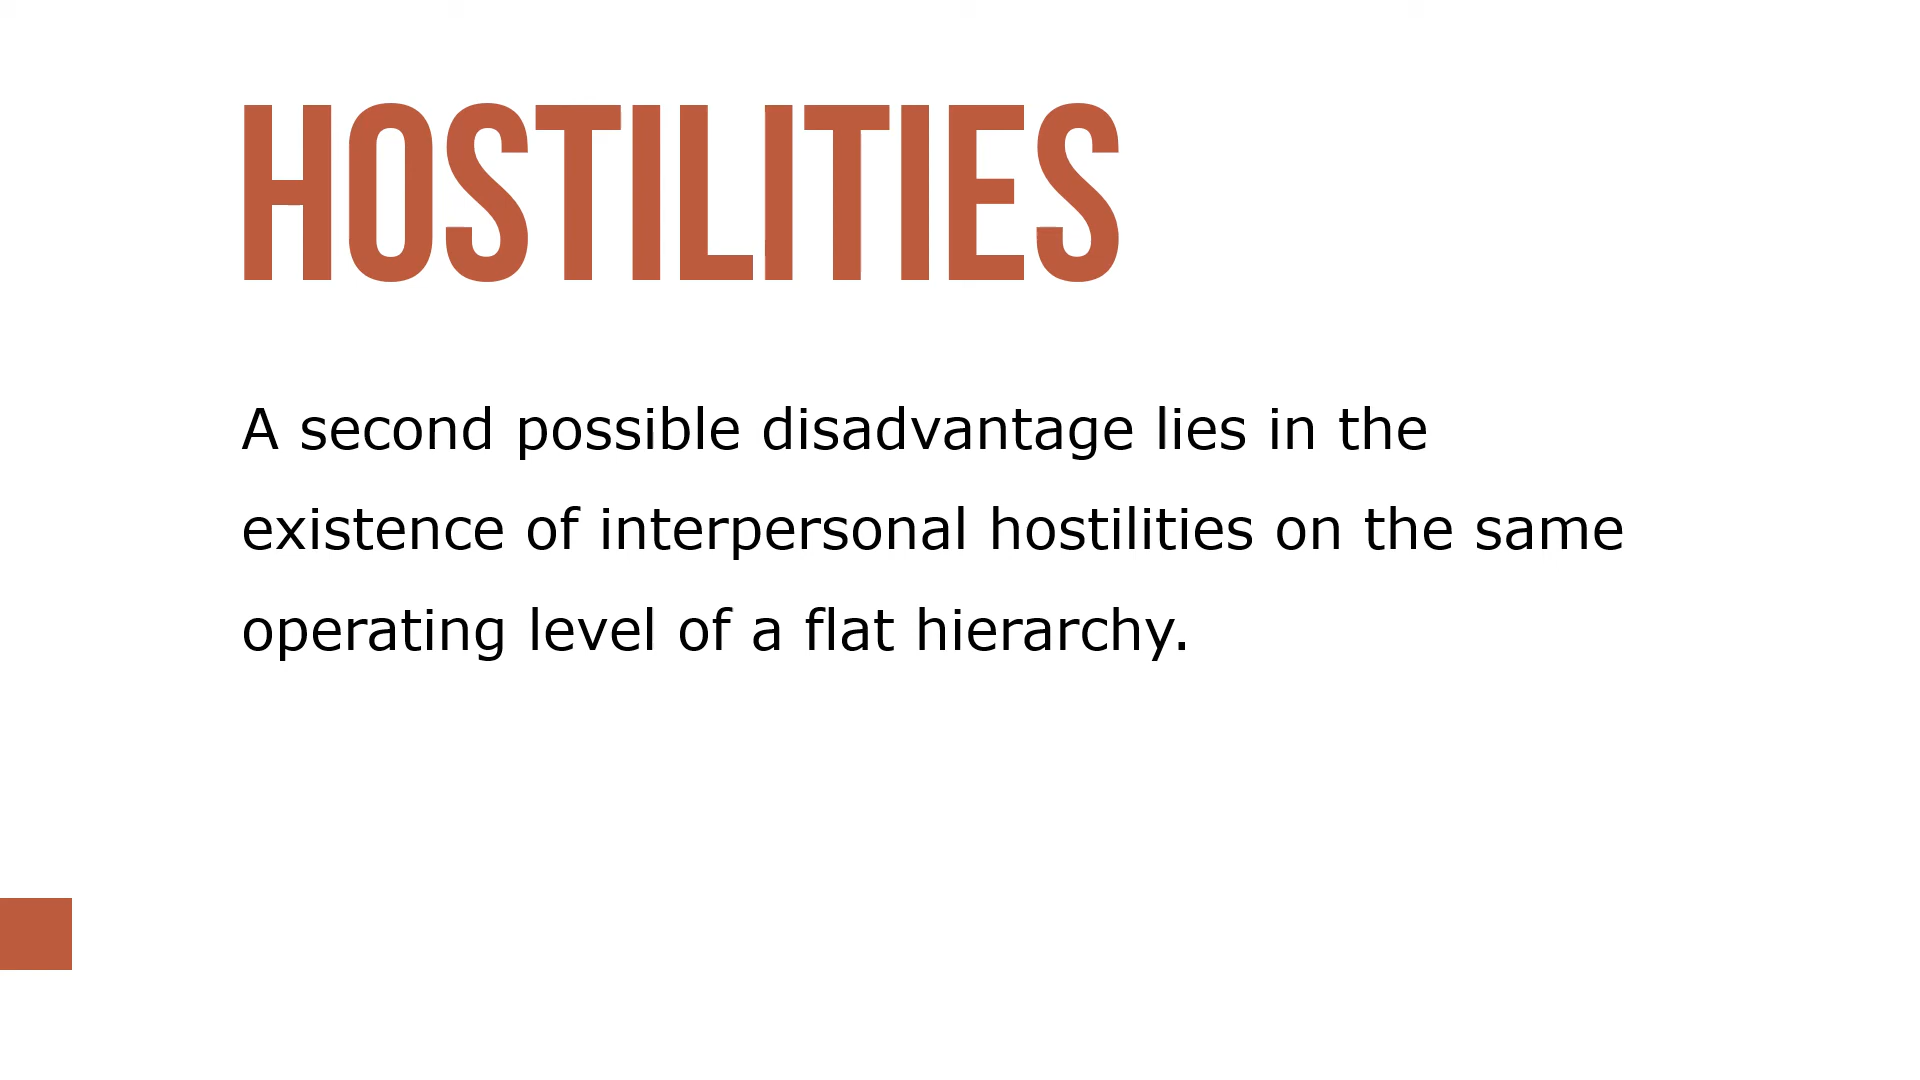 HOSTILITIES
A second possible disadvantage lies in the
existence of interpersonal hostilities on the same
operating level of a flat hierarchy.